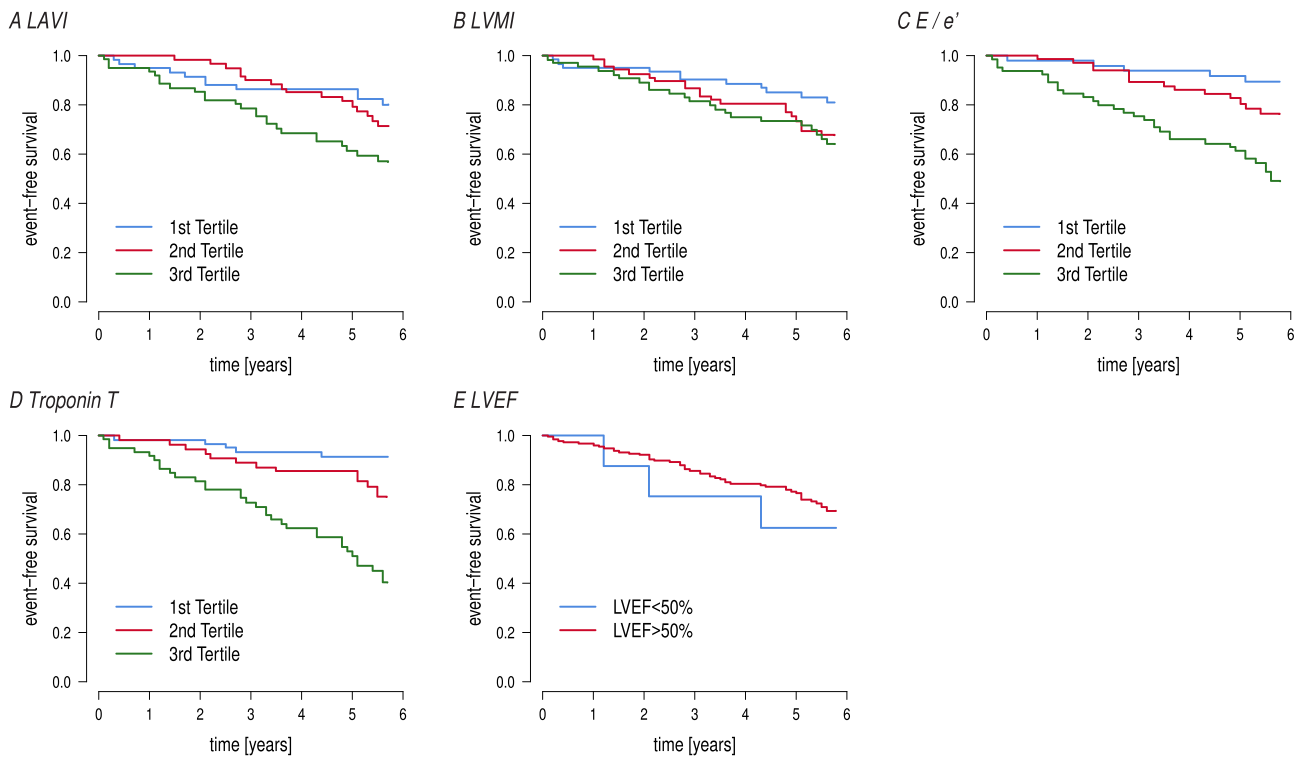 A LAVI
event−free survival
1.0
0.8
0.6
0.4
0.2
0.0
1st Tertile
2nd Tertile
3rd Tertile
0 1 2 3 4 5 6
time [years]
B LVMI
event−free survival
1.0
0.8
0.6
0.4
0.2
0.0
1st Tertile
2nd Tertile
3rd Tertile
0 1 2 3 4 5 6
time [years]
C E / e’
event−free survival
1.0
0.8
0.6
0.4
0.2
0.0
1st Tertile
2nd Tertile
3rd Tertile
0 1 2 3 4 5 6
time [years]
D Troponin T
event−free survival
1.0
0.8
0.6
0.4
0.2
0.0
1st Tertile
2nd Tertile
3rd Tertile
0 1 2 3 4 5 6
time [years]
E LVEF
event−free survival
1.0
0.8
0.6
0.4
0.2
0.0
LVEF<50%
LVEF>50%
0 1 2 3 4 5 6
time [years]